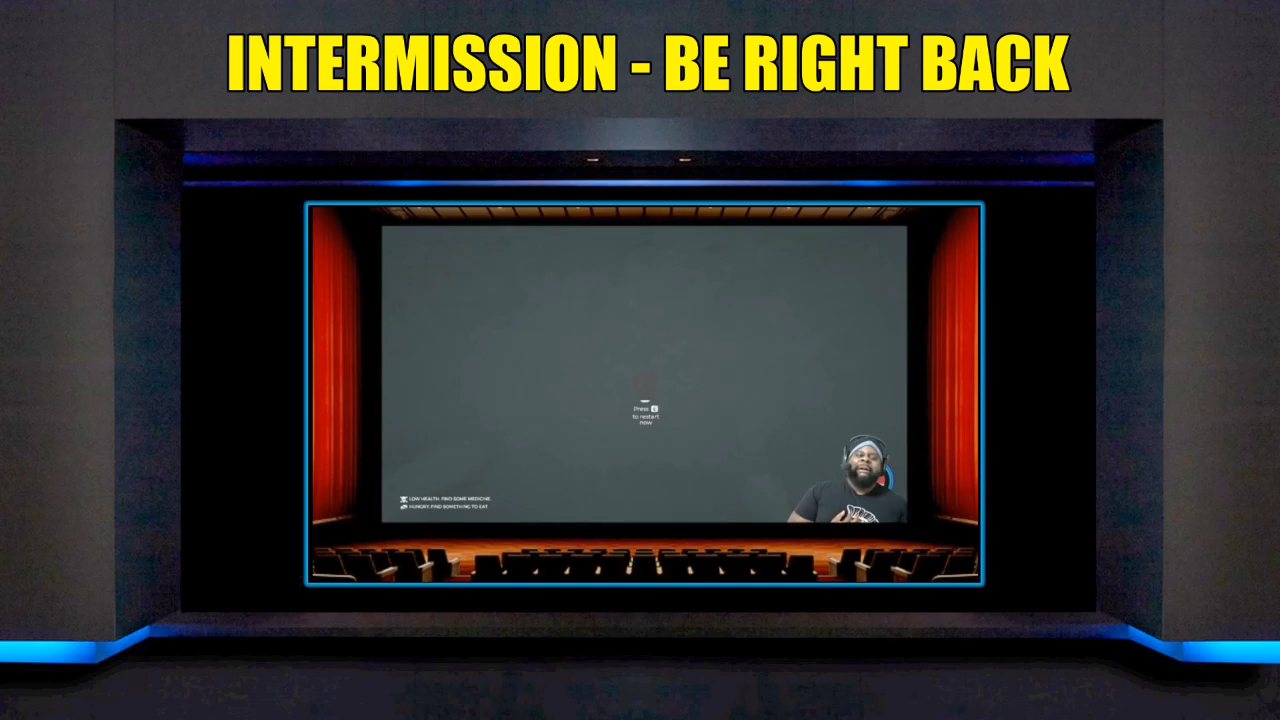 INTERMISSION - BE RIGHT BACK
Press E
to restart
now
LOW HEALTH, FIND SOME MEDICINE
HUNGRY, FIND SOMETHING TO EAT